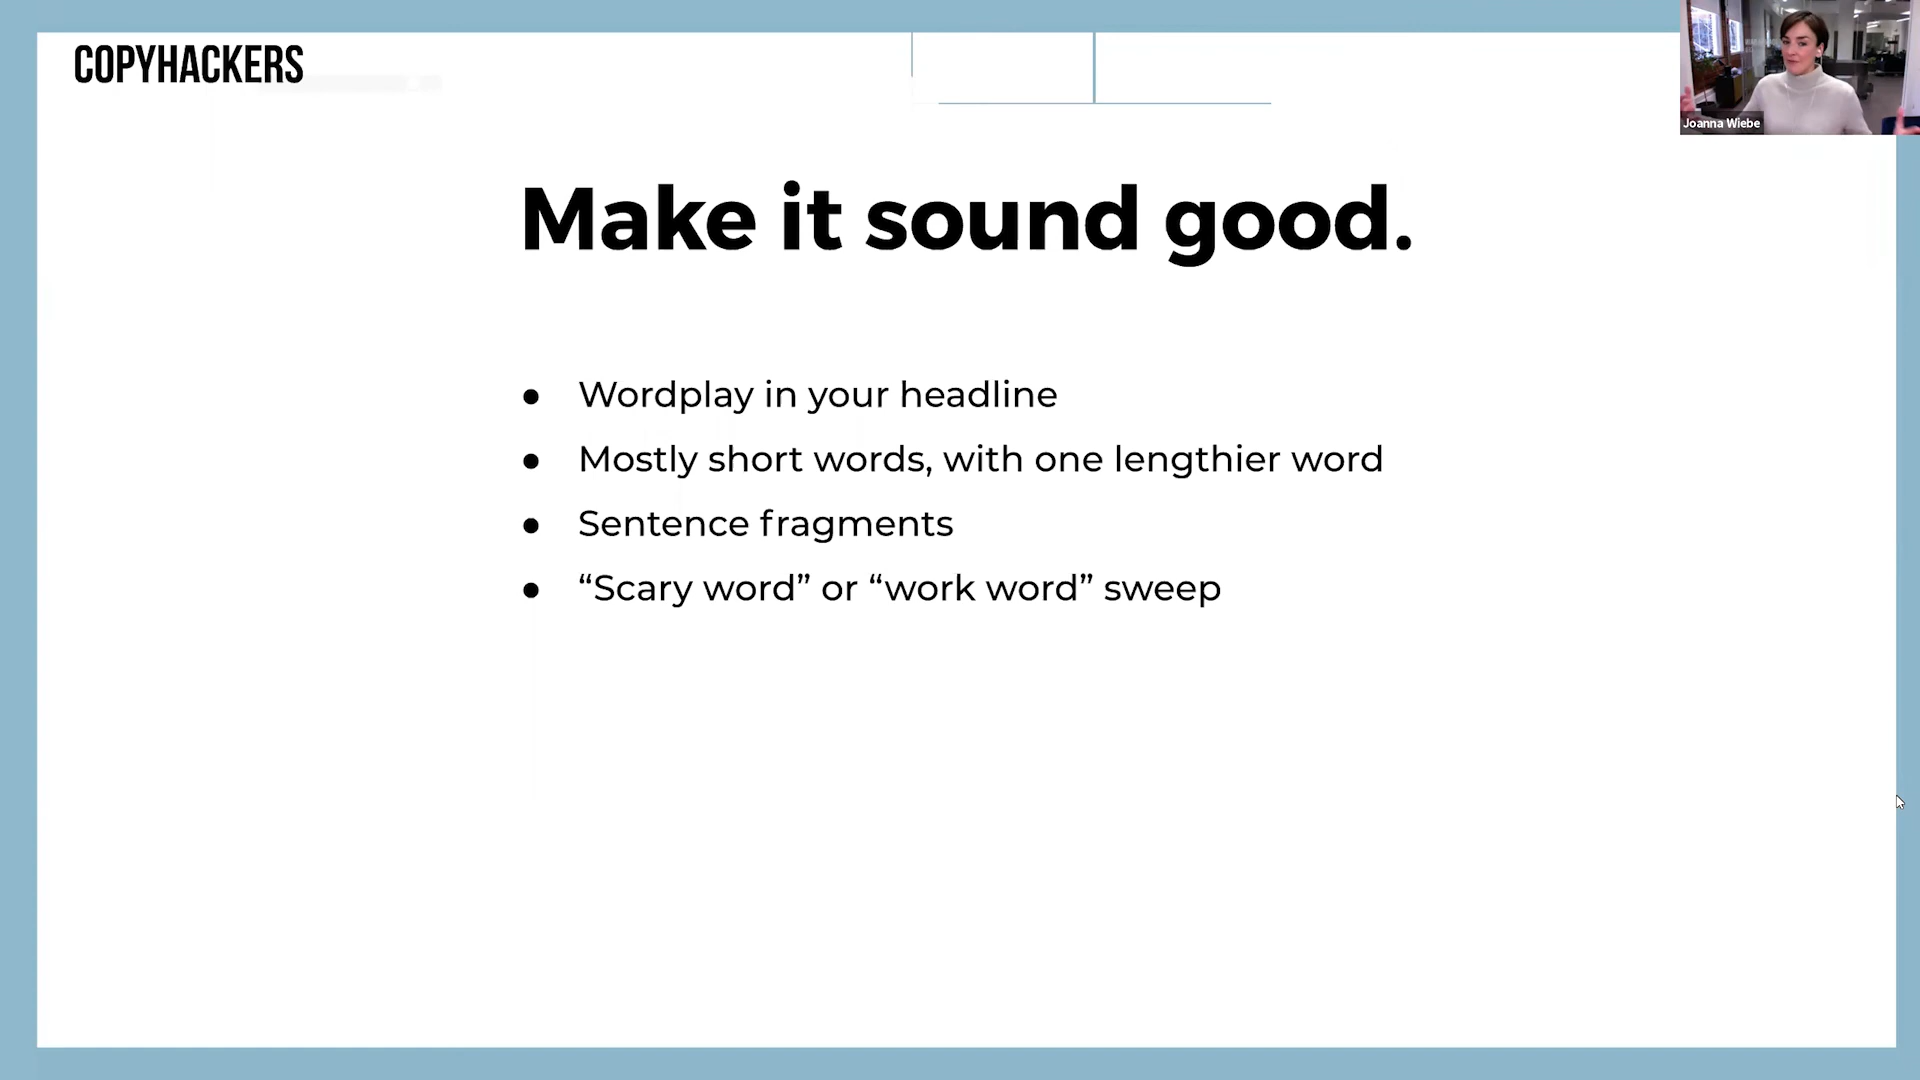 COPYHACKERS
Joanna Wiebe
Make it sound good.
● Wordplay in your headline
● Mostly short words, with one lengthier word
● Sentence fragments
● “Scary word” or “work word” sweep